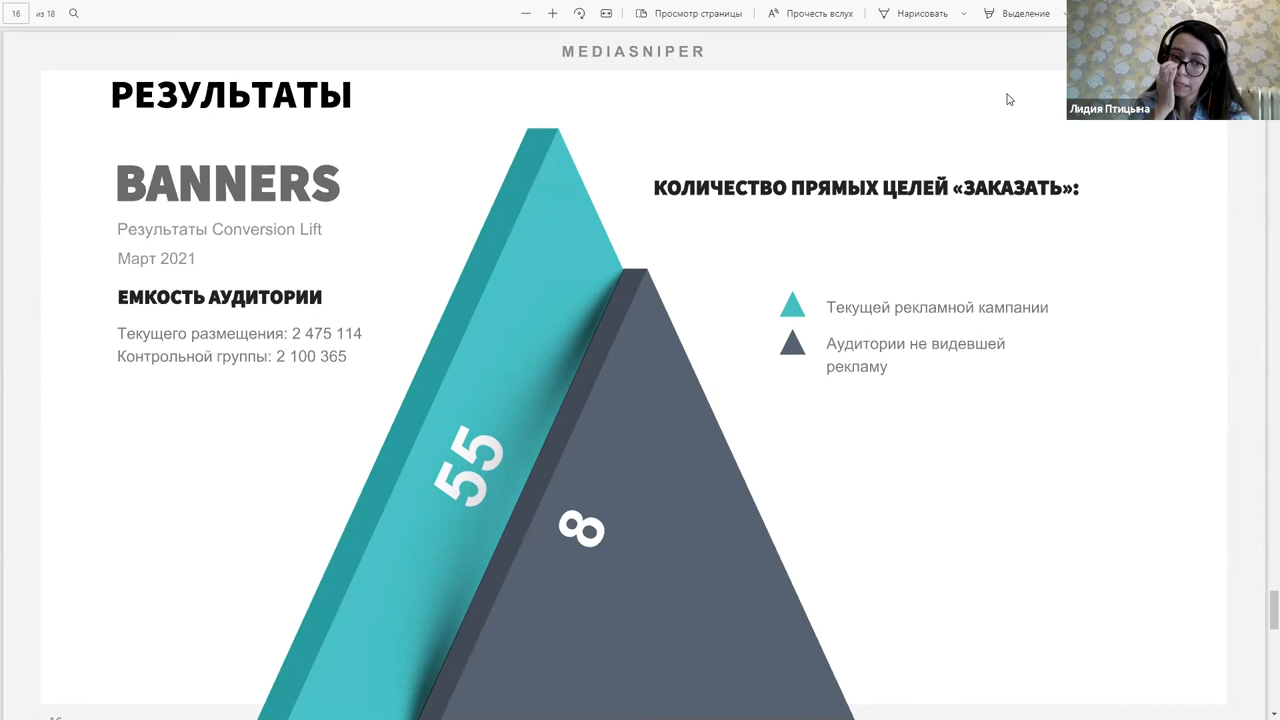 16 из 18
Просмотр страницы
Прочесть вслух
Нарисовать
Выделение
MEDIASNIPER
Лидия Птицына
РЕЗУЛЬТАТЫ
BANNERS
Результаты Conversion Lift
Март 2021
ЕМКОСТЬ АУДИТОРИИ
Текущего размещения: 2 475 114
Контрольной группы: 2 100 365
55
8
КОЛИЧЕСТВО ПРЯМЫХ ЦЕЛЕЙ «ЗАКАЗАТЬ»:
Текущей рекламной кампании
Аудитории не видевшей
рекламу